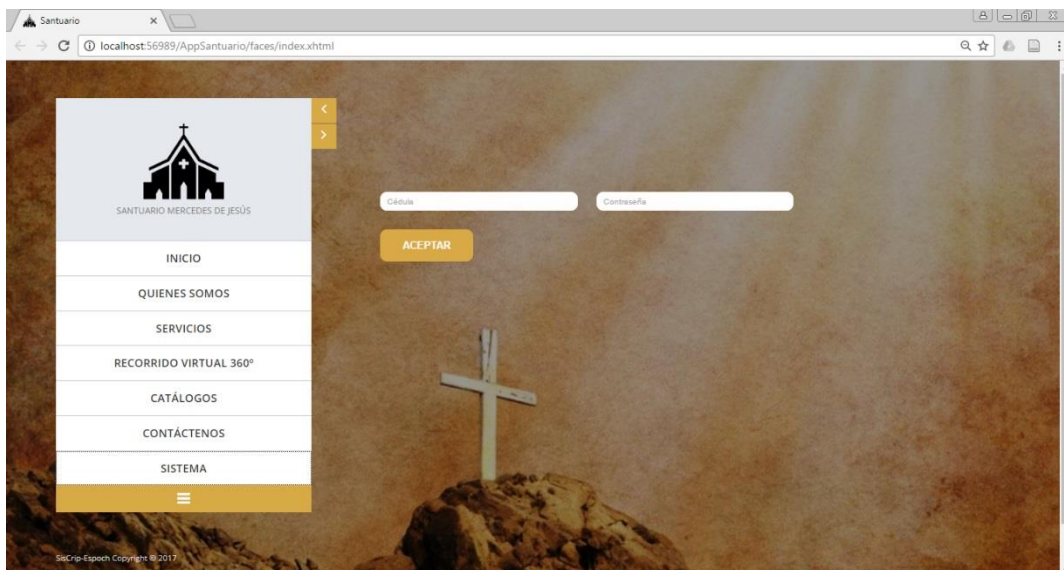 Santuario
localhost:56989/AppSantuario/faces/index.xhtml
SANTUARIO MERCEDES DE JESÚS
INICIO
QUIENES SOMOS
SERVICIOS
RECORRIDO VIRTUAL 360º
CATÁLOGOS
CONTÁCTENOS
SISTEMA
Cédula
Contraseña
ACEPTAR
SisCrip-Espoch Copyright © 2017